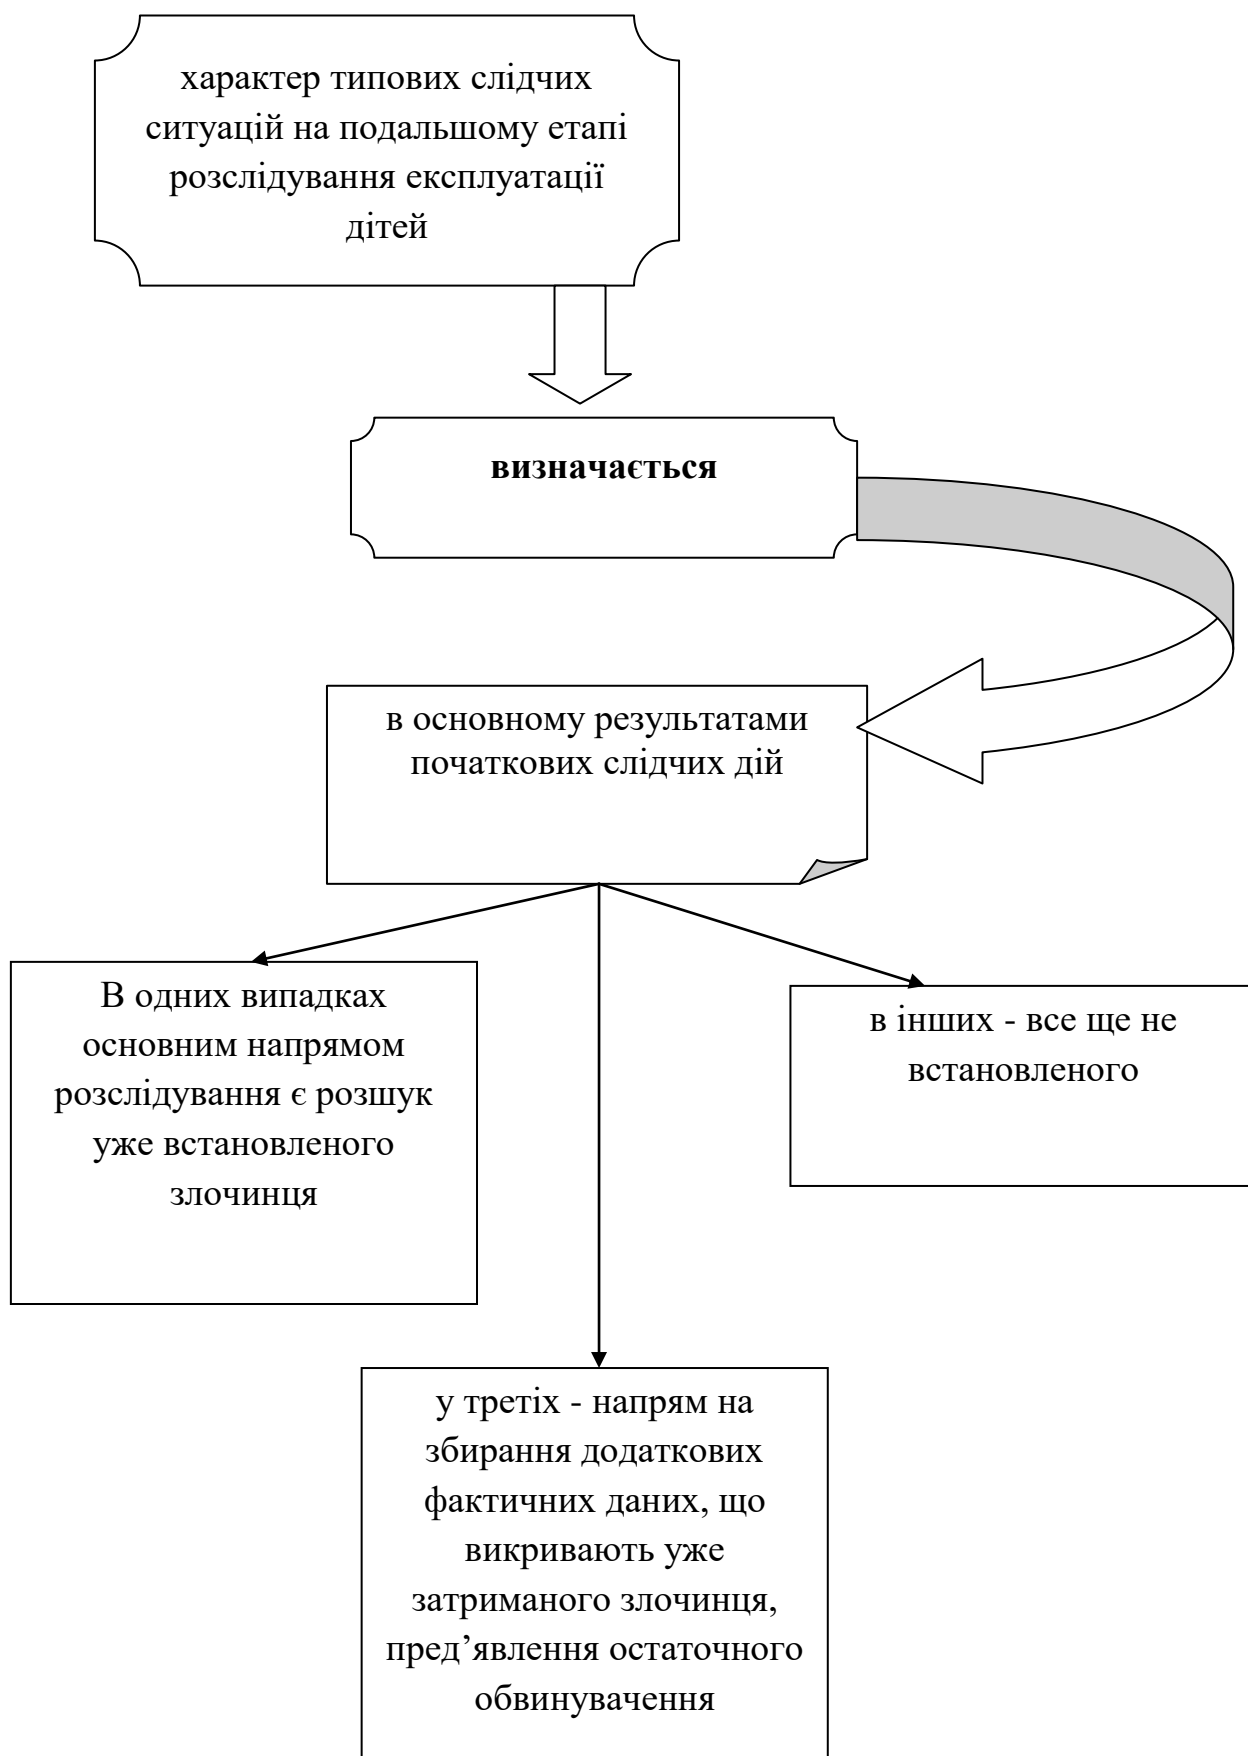 характер типових слідчих
ситуацій на подальшому етапі
розслідування експлуатації
дітей
визначається
в основному результатами
початкових слідчих дій
В одних випадках
основним напрямом
розслідування є розшук
уже встановленого
злочинця
в інших - все ще не
встановленого
у третіх - напрям на
збирання додаткових
фактичних даних, що
викривають уже
затриманого злочинця,
пред’явлення остаточного
обвинувачення